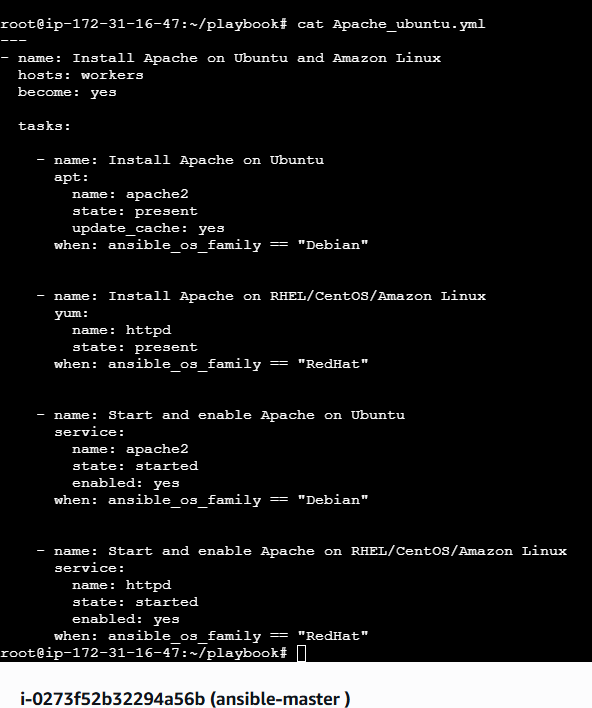 root@ip-172-31-16-47:~/playbook# cat Apache_ubuntu.yml
---
- name: Install Apache on Ubuntu and Amazon Linux
  hosts: workers
  become: yes

  tasks:

    - name: Install Apache on Ubuntu
      apt:
        name: apache2
        state: present
        update_cache: yes
      when: ansible_os_family == "Debian"


    - name: Install Apache on RHEL/CentOS/Amazon Linux
      yum:
        name: httpd
        state: present
      when: ansible_os_family == "RedHat"


    - name: Start and enable Apache on Ubuntu
      service:
        name: apache2
        state: started
        enabled: yes
      when: ansible_os_family == "Debian"


    - name: Start and enable Apache on RHEL/CentOS/Amazon Linux
      service:
        name: httpd
        state: started
        enabled: yes
      when: ansible_os_family == "RedHat"
root@ip-172-31-16-47:~/playbook#
i-0273f52b32294a56b (ansible-master )